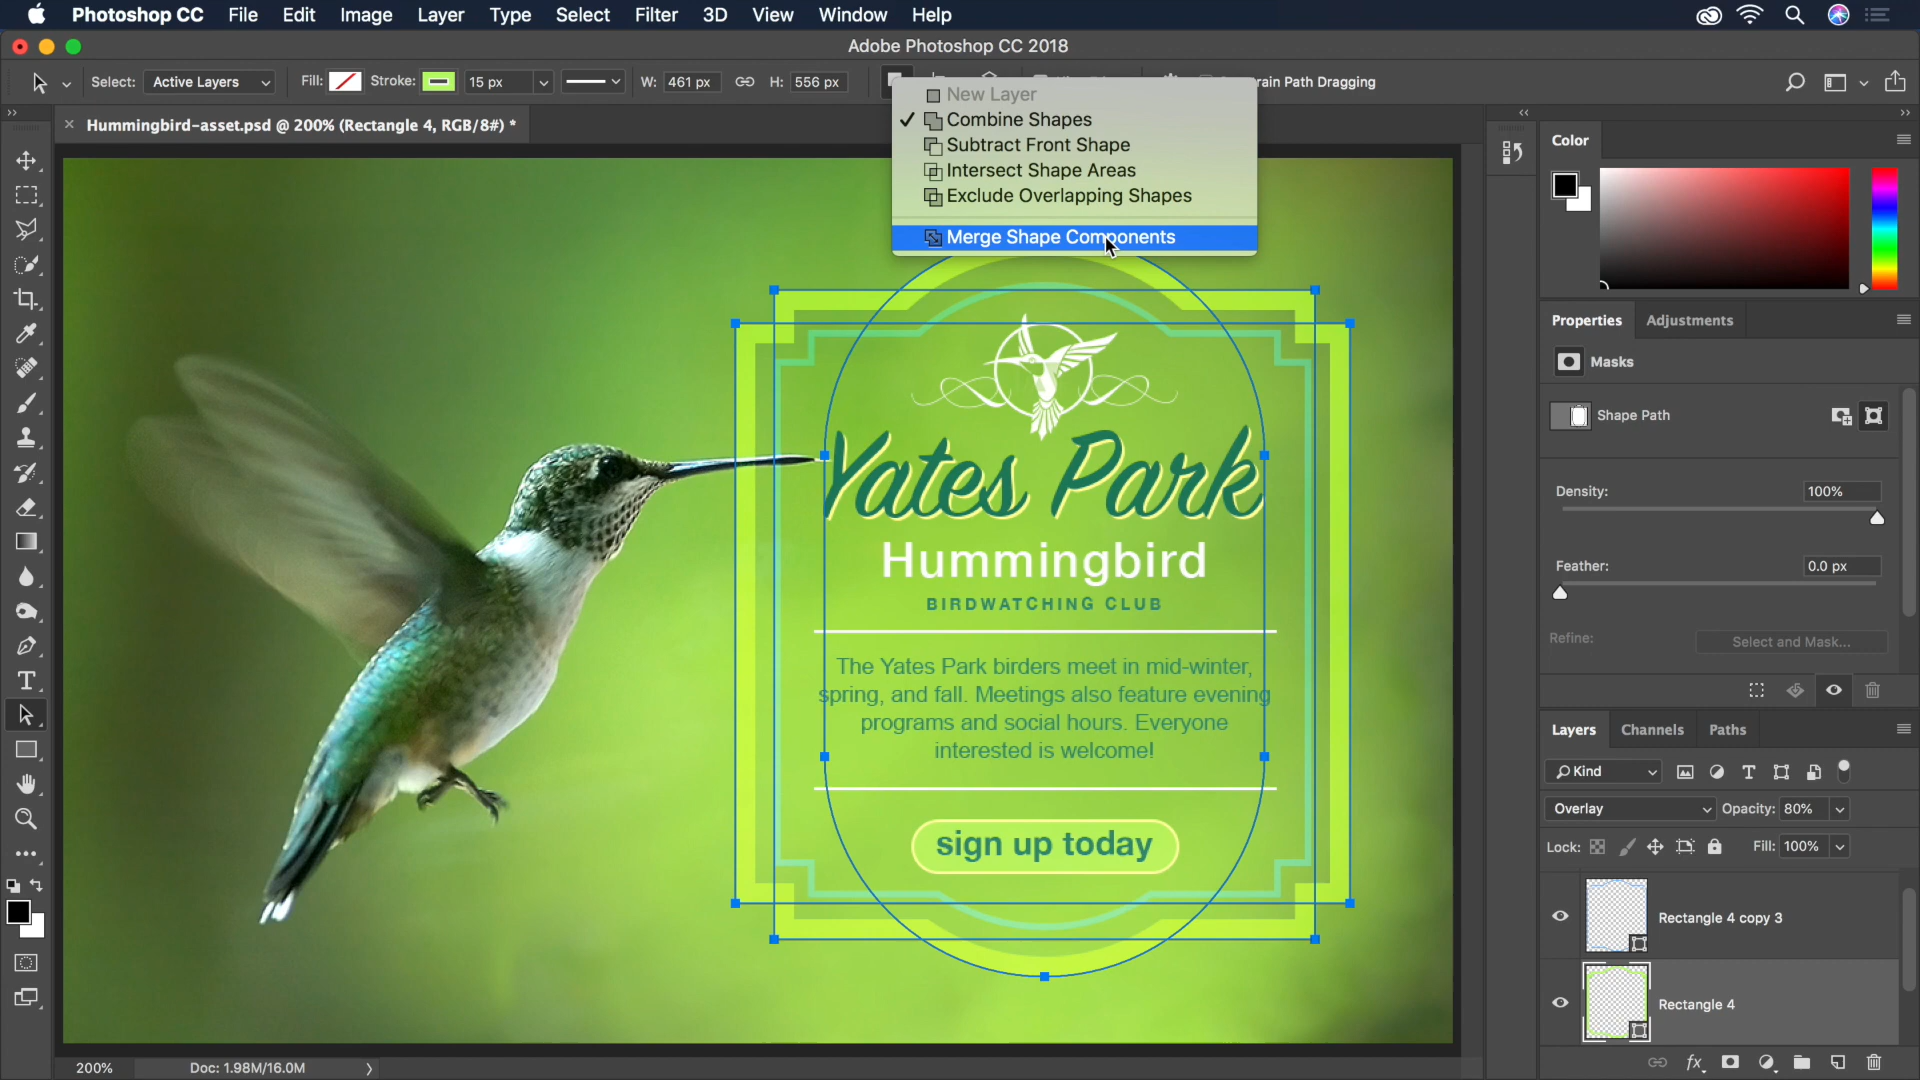 Photoshop CC File Edit Image Layer Type Select Filter 3D View Window Help
Adobe Photoshop CC 2018
Select: Active Layers Fill: Stroke: 15 px W: 461 px H: 556 px Path Dragging
Hummingbird-asset.psd @ 200% (Rectangle 4, RGB/8#) *
New Layer
Combine Shapes
Subtract Front Shape
Intersect Shape Areas
Exclude Overlapping Shapes
Merge Shape Components
Yates Park
Hummingbird
BIRDWATCHING CLUB
The Yates Park birders meet in mid-winter,
spring, and fall. Meetings also feature evening
programs and social hours. Everyone
interested is welcome!
sign up today
Color
Properties Adjustments
Masks
Shape Path
Density: 100%
Feather: 0.0 px
Refine: Select and Mask...
Layers Channels Paths
Kind
Overlay Opacity: 80%
Lock: Fill: 100%
Rectangle 4 copy 3
Rectangle 4
fx
200% Doc: 1.98M/16.0M